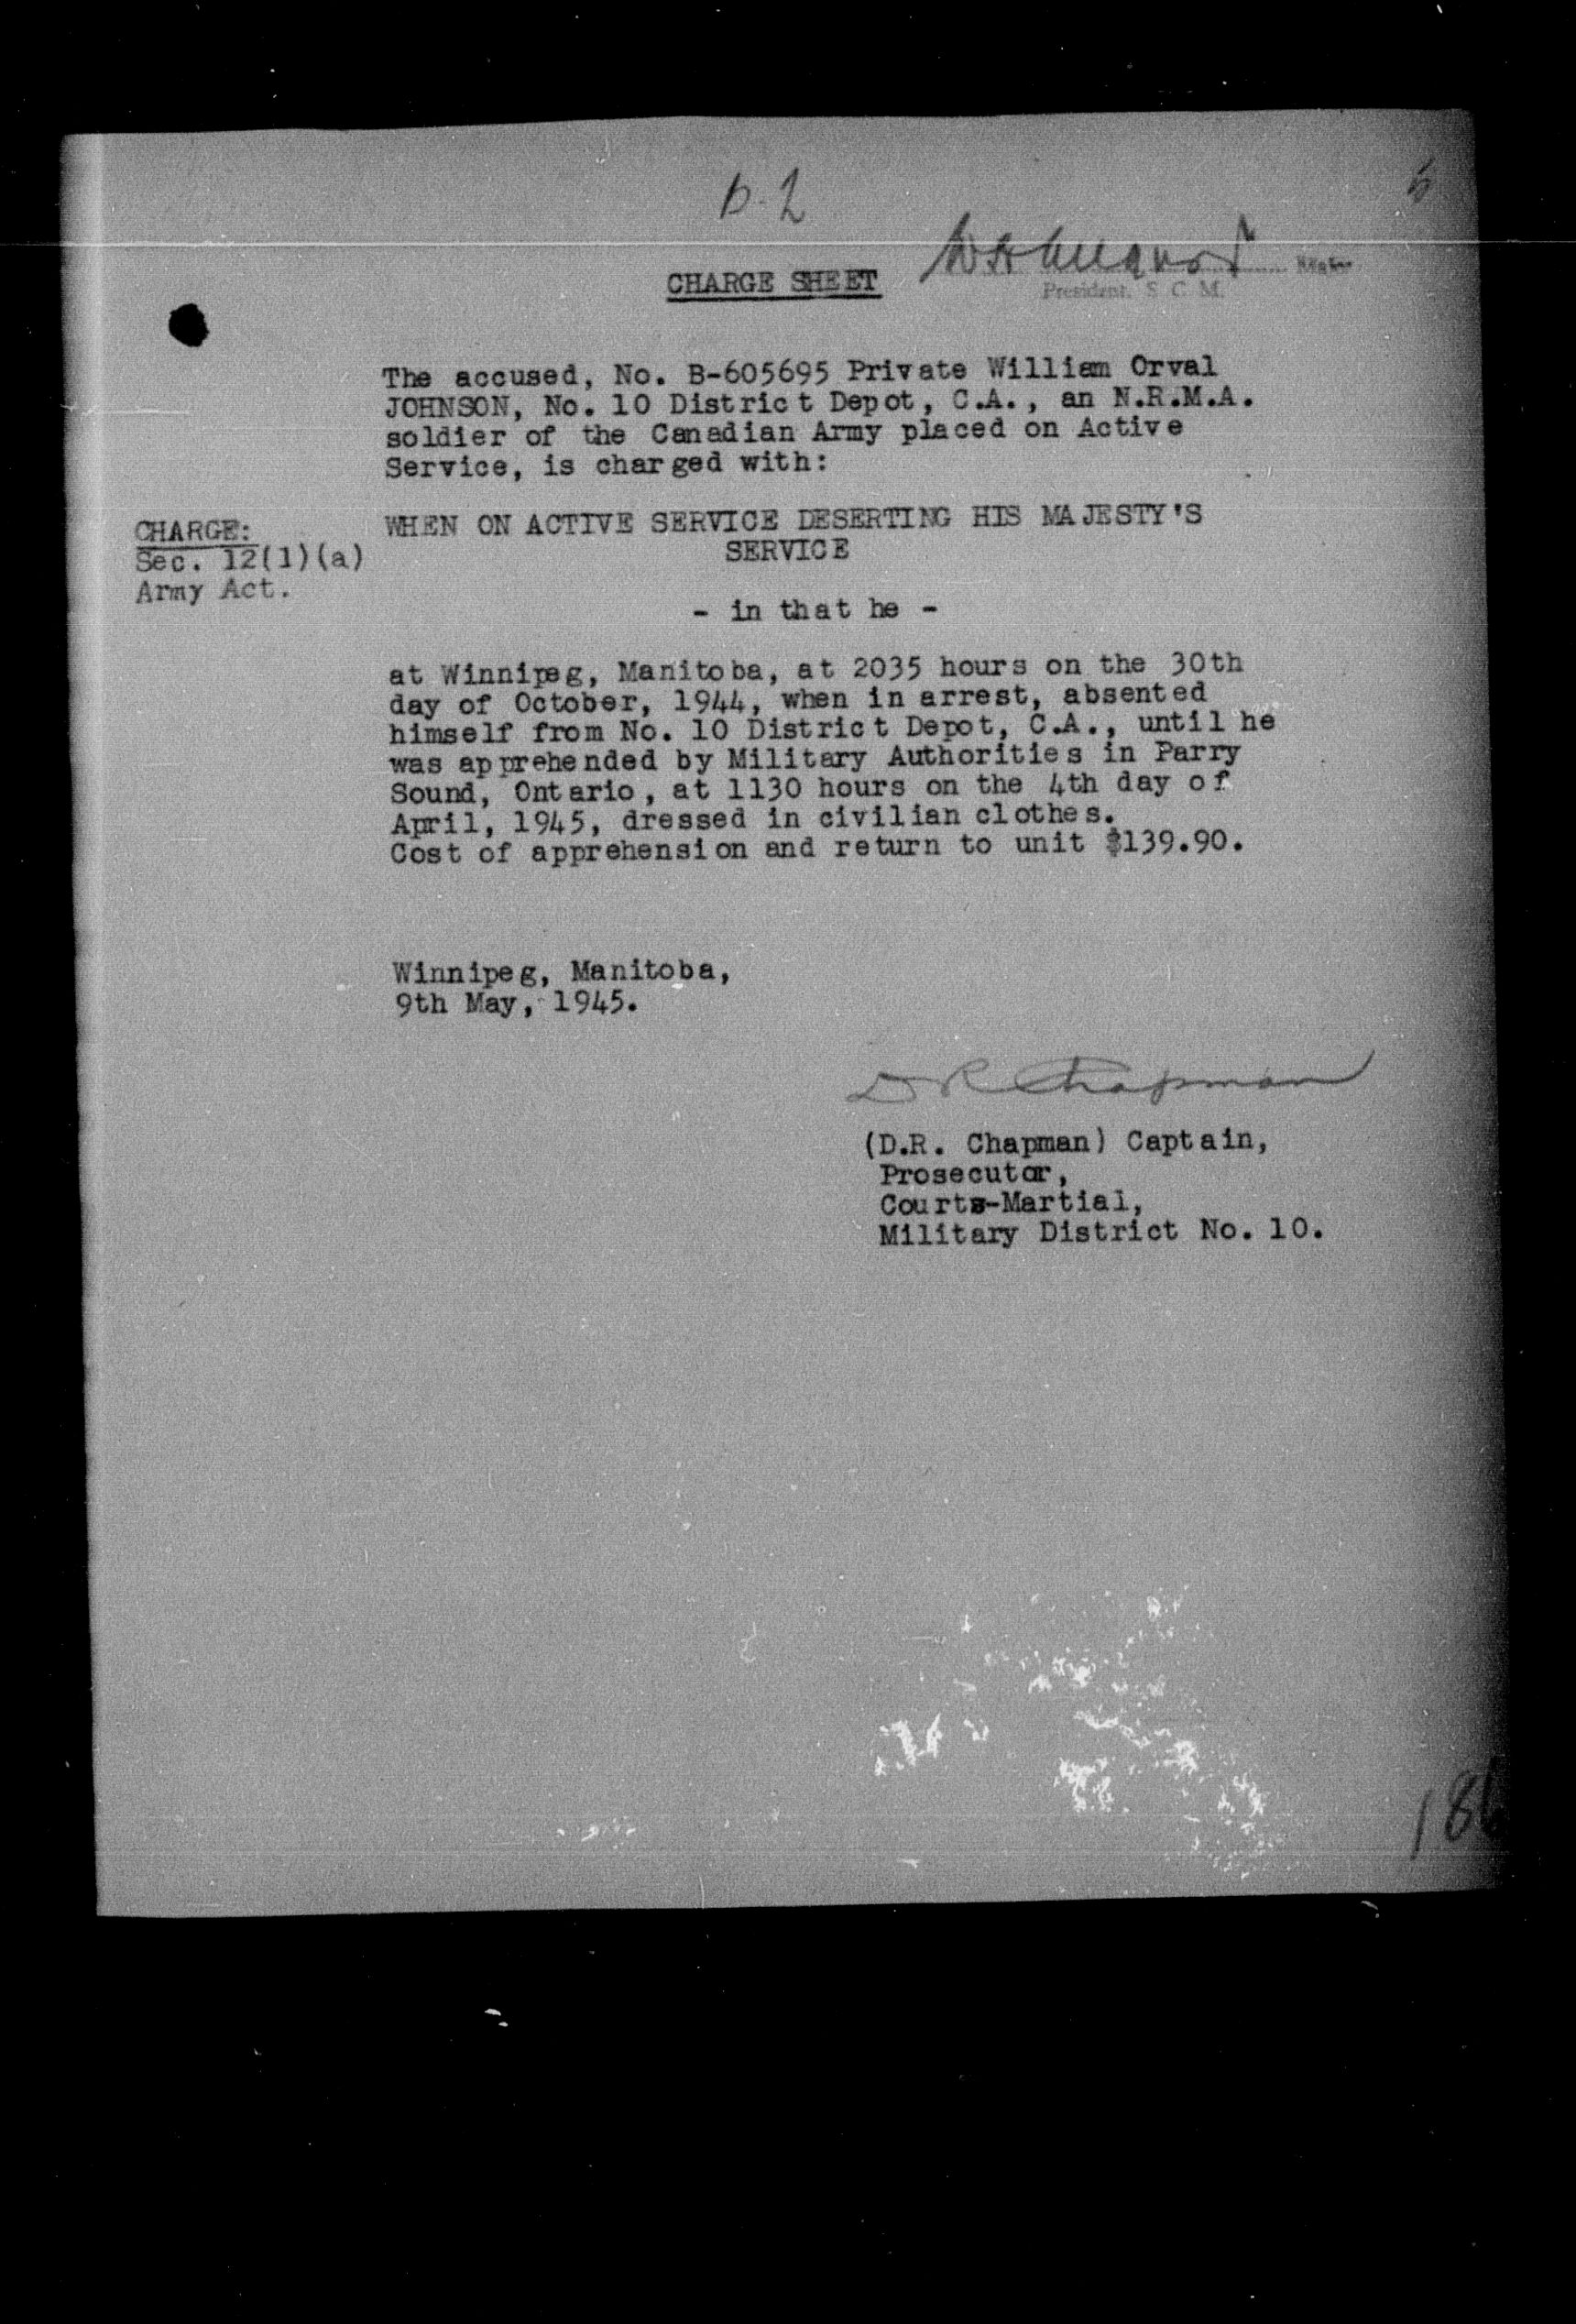 D-2
5
CHARGE SHEET
President. S. C. M.
The accused, No. B-605695 Private William Orval
JOHNSON, No. 10 District Depot, C.A., an N.R.M.A.
soldier of the Canadian Army placed on Active
Service, is charged with:
CHARGE:
Sec. 12(1)(a)
Army Act.
WHEN ON ACTIVE SERVICE DESERTING HIS MAJESTY'S
SERVICE
- in that he -
at Winnipeg, Manitoba, at 2035 hours on the 30th
day of October, 1944, when in arrest, absented
himself from No. 10 District Depot, C.A., until he
was apprehended by Military Authorities in Parry
Sound, Ontario, at 1130 hours on the 4th day of
April, 1945, dressed in civilian clothes.
Cost of apprehension and return to unit $139.90.
Winnipeg, Manitoba,
9th May, 1945.
D R Chapman
(D.R. Chapman) Captain,
Prosecutor,
Courts-Martial,
Military District No. 10.
186